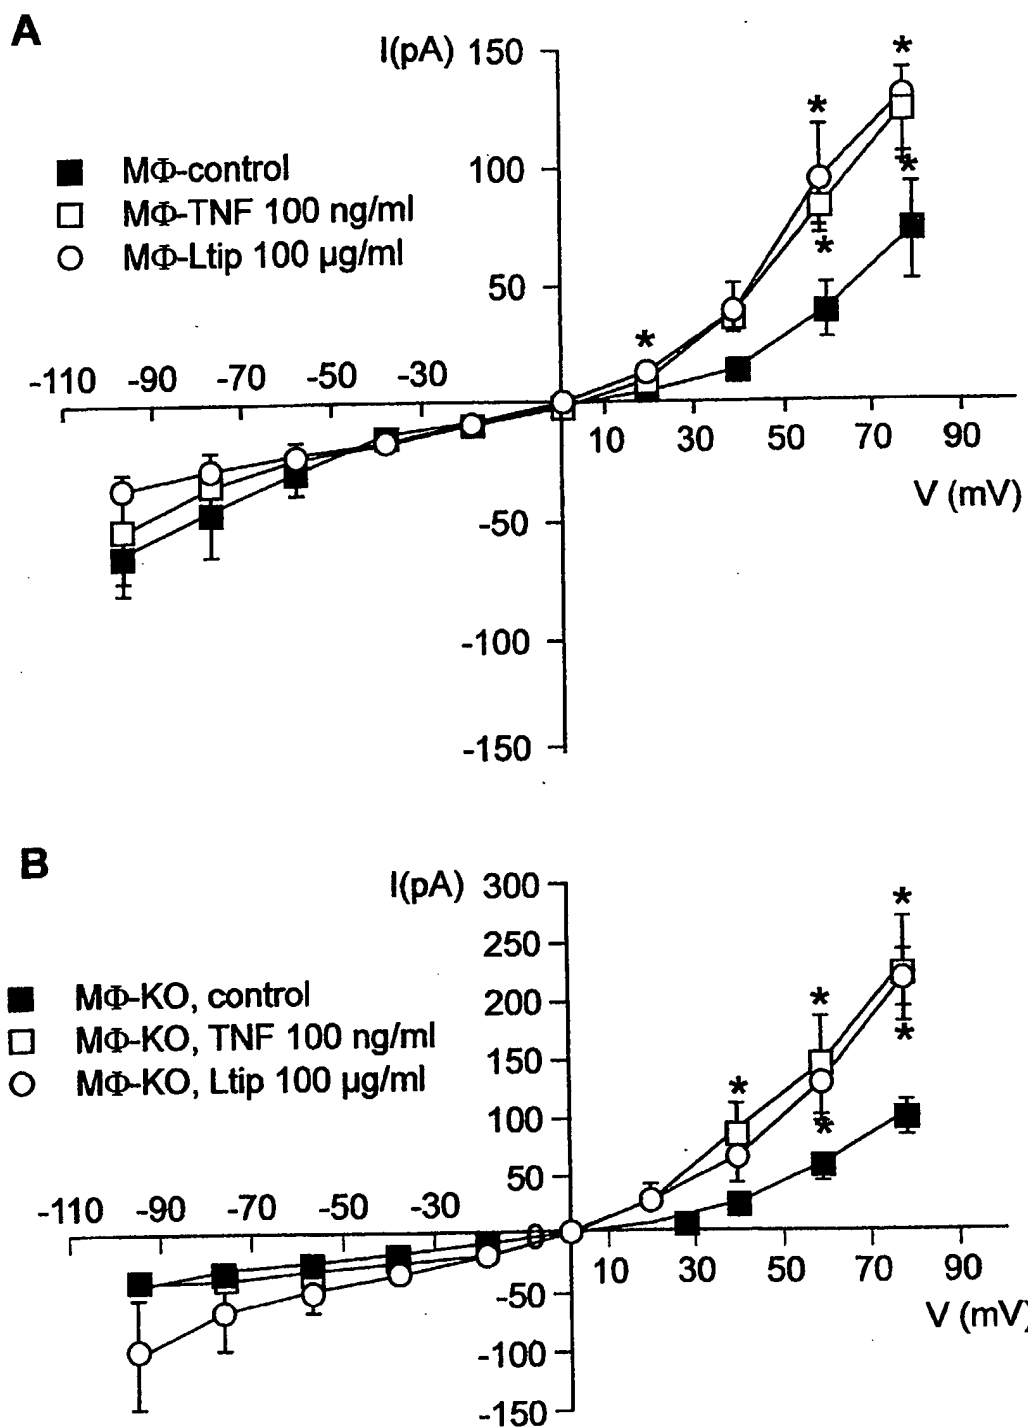 A
I(pA) 150
MΦ-control
MΦ-TNF 100 ng/ml
MΦ-Ltip 100 µg/ml
*
*
100
*
*
50
*
-110 -90 -70 -50 -30
10 30 50 70 90
V (mV)
-50
-100
-150
B
I(pA) 300
*
250
MΦ-KO, control
MΦ-KO, TNF 100 ng/ml
MΦ-KO, Ltip 100 µg/ml
200
*
*
150
*
100
*
50
-110 -90 -70 -50 -30
0
10 30 50 70 90
V (mV)
-50
-100
-150